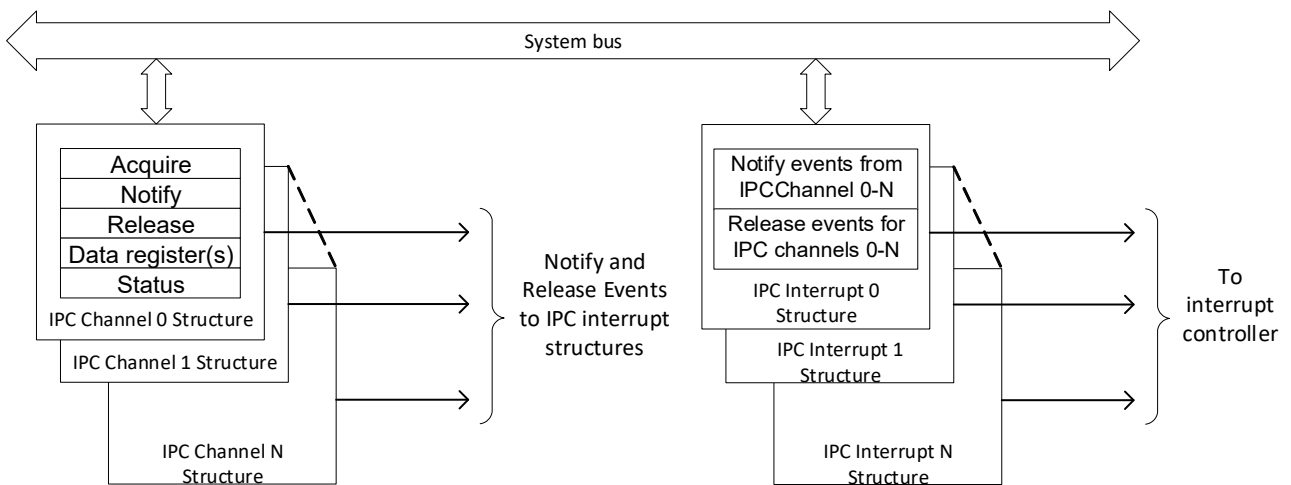 System bus
Acquire
Notify
Release
Data register(s)
Status
IPC Channel 0 Structure
IPC Channel 1 Structure
IPC Channel N
Structure
Notify and
Release Events
to IPC interrupt
structures
Notify events from
IPCChannel 0-N
Release events for
IPC channels 0-N
IPC Interrupt 0
Structure
IPC Interrupt 1
Structure
IPC Interrupt N
Structure
To
interrupt
controller